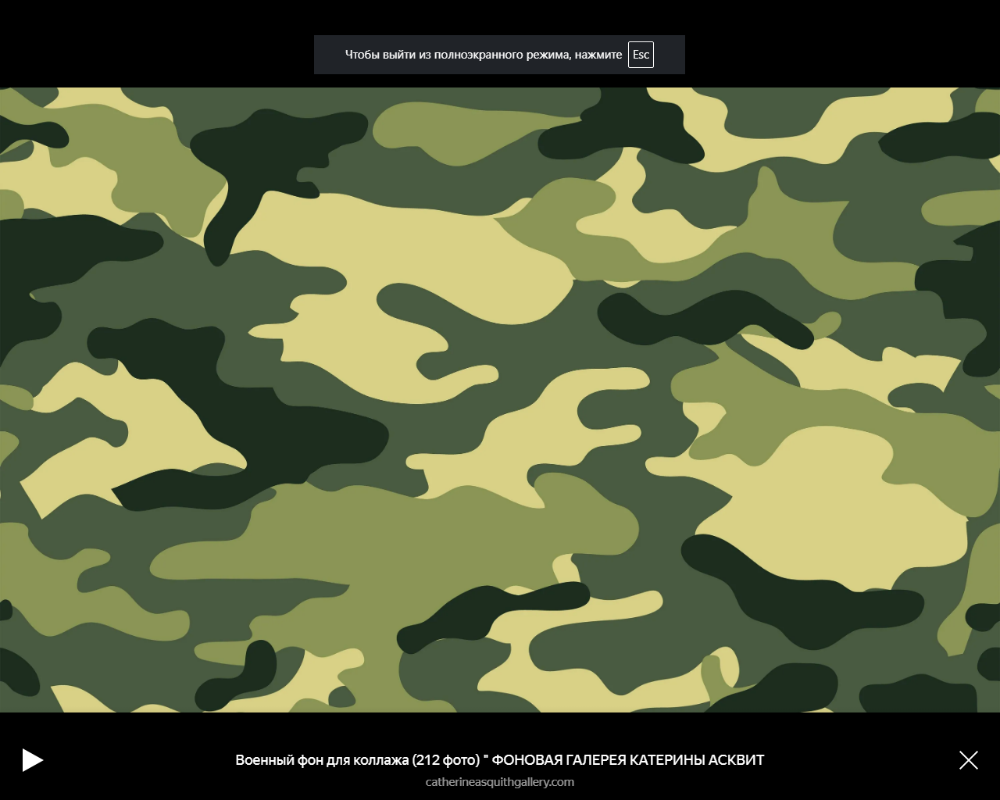 Чтобы выйти из полноэкранного режима, нажмите Esc
Военный фон для коллажа (212 фото) " ФОНОВАЯ ГАЛЕРЕЯ КАТЕРИНЫ АСКВИТ
catherineasquithgallery.com